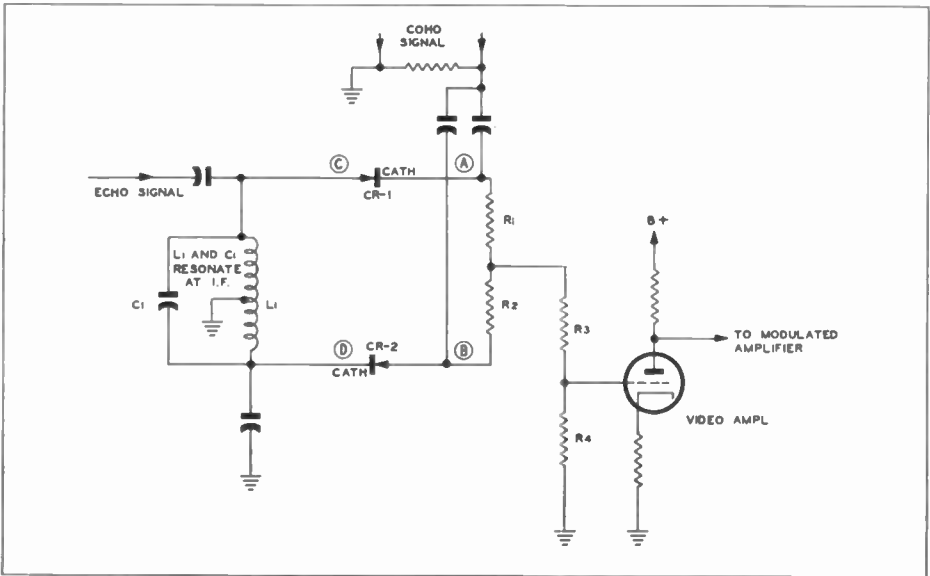 COHO
SIGNAL
C
CATH
A
ECHO SIGNAL
CR-1
R1
B+
L1 AND C1
RESONATE
AT I.F.
C1
L1
R2
R3
TO MODULATED
AMPLIFIER
D
CR-2
B
CATH
VIDEO AMPL
R4